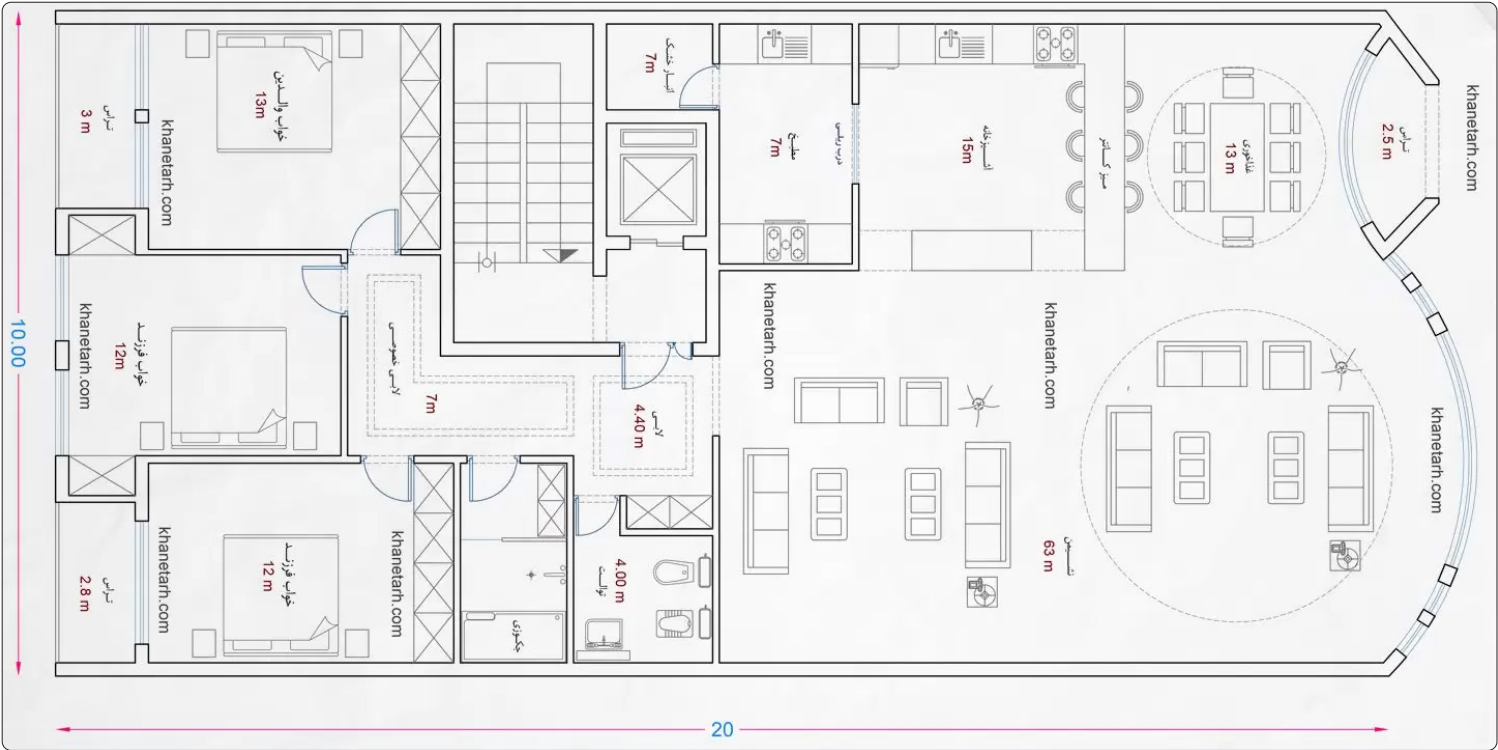 خواب والدین
13m
تراس
3 m
khanetarh.com
انبار خشک
7m
مطبخ
7m
درب ریلی
آشپزخانه
15m
میز کانتر
غذاخوری
13 m
تراس
2.5 m
khanetarh.com
10.00
khanetarh.com
خواب فرزند
12m
لابی خصوصی
7m
لابی
4.40 m
khanetarh.com
khanetarh.com
khanetarh.com
نشیمن
63 m
تراس
2.8 m
khanetarh.com
خواب فرزند
12 m
khanetarh.com
جکوزی
توالت
4.00 m
20